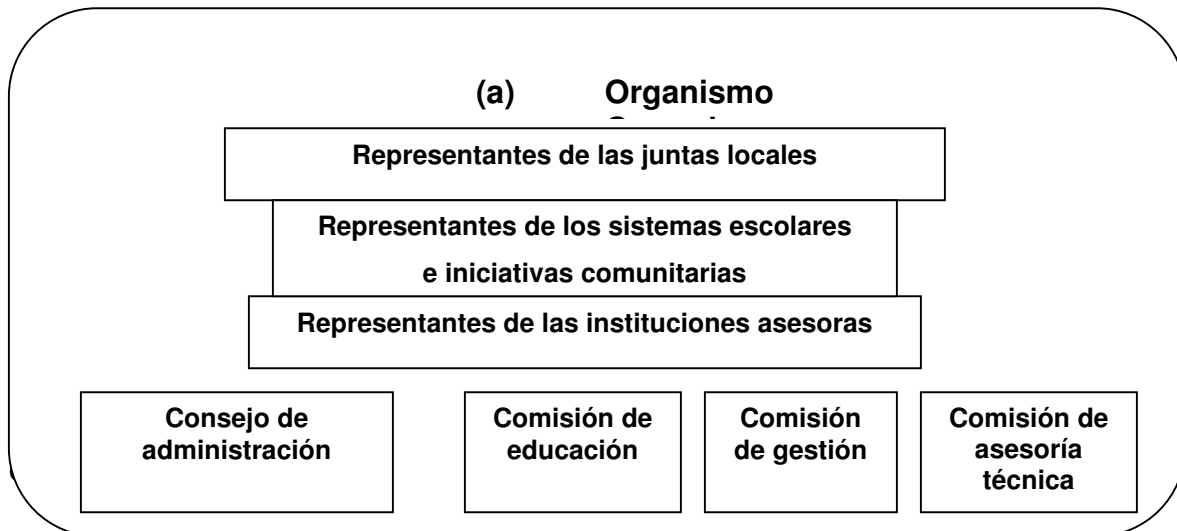 (a) Organismo
Representantes de las juntas locales
Representantes de los sistemas escolares
e iniciativas comunitarias
Representantes de las instituciones asesoras
Consejo de
administración
Comisión de
educación
Comisión
de gestión
Comisión de
asesoría
técnica